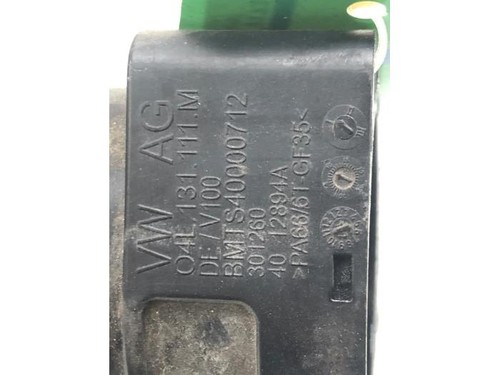 VW AG
04L.131.111.M
DE/V100
BMTS40000712
301260
40 12894A
>PA66/6T-GF35<